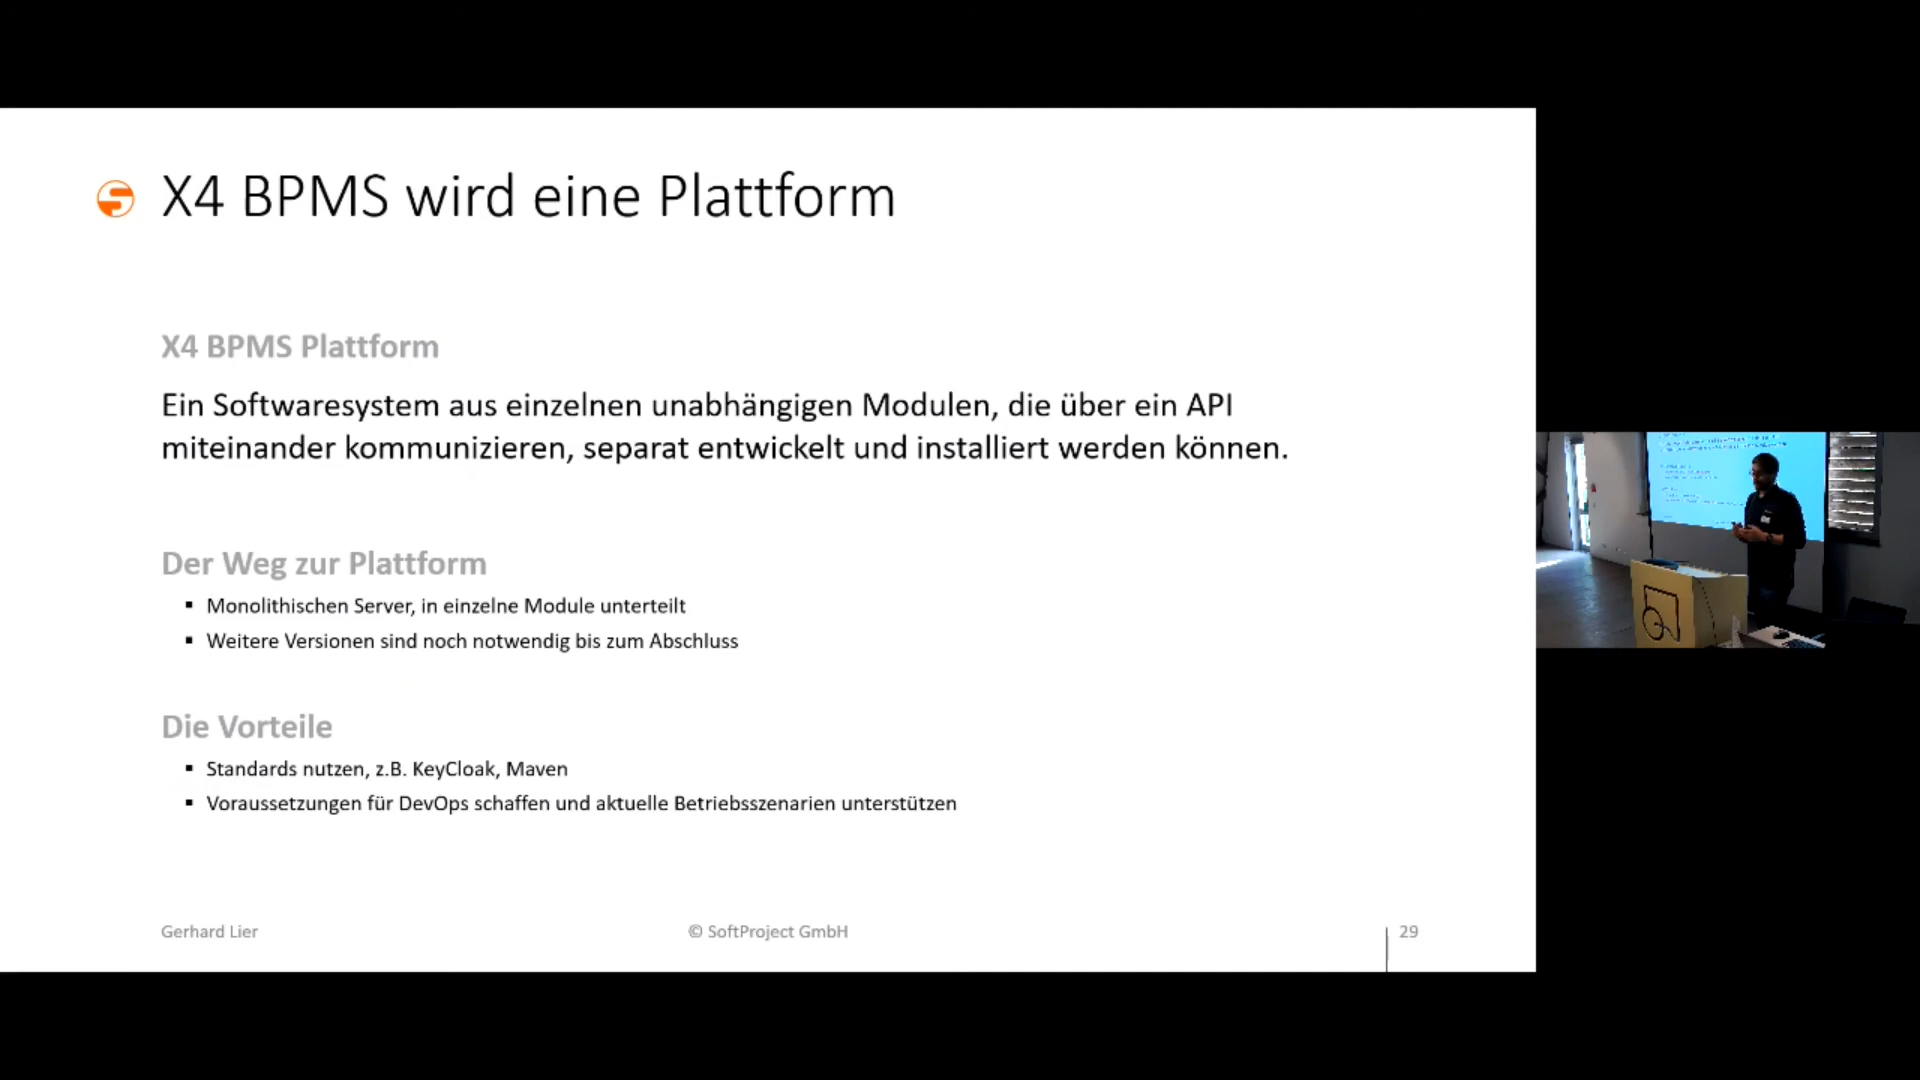 X4 BPMS wird eine Plattform
X4 BPMS Plattform
Ein Softwaresystem aus einzelnen unabhängigen Modulen, die über ein API
miteinander kommunizieren, separat entwickelt und installiert werden können.
Der Weg zur Plattform
▪ Monolithischen Server, in einzelne Module unterteilt
▪ Weitere Versionen sind noch notwendig bis zum Abschluss
Die Vorteile
▪ Standards nutzen, z.B. KeyCloak, Maven
▪ Voraussetzungen für DevOps schaffen und aktuelle Betriebsszenarien unterstützen
Gerhard Lier
© SoftProject GmbH
29